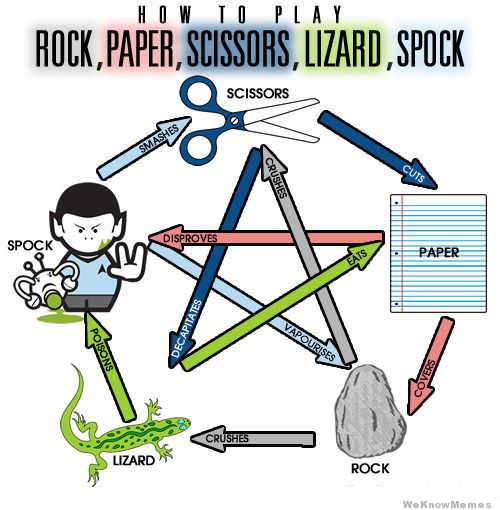 HOW TO PLAY
ROCK, PAPER, SCISSORS, LIZARD, SPOCK
SCISSORS
SMASHES
CUTS
CRUSHES
SPOCK
DISPROVES
EATS
PAPER
DECAPITATES
VAPOURISES
POISONS
COVERS
LIZARD
CRUSHES
ROCK
WeKnowMemes